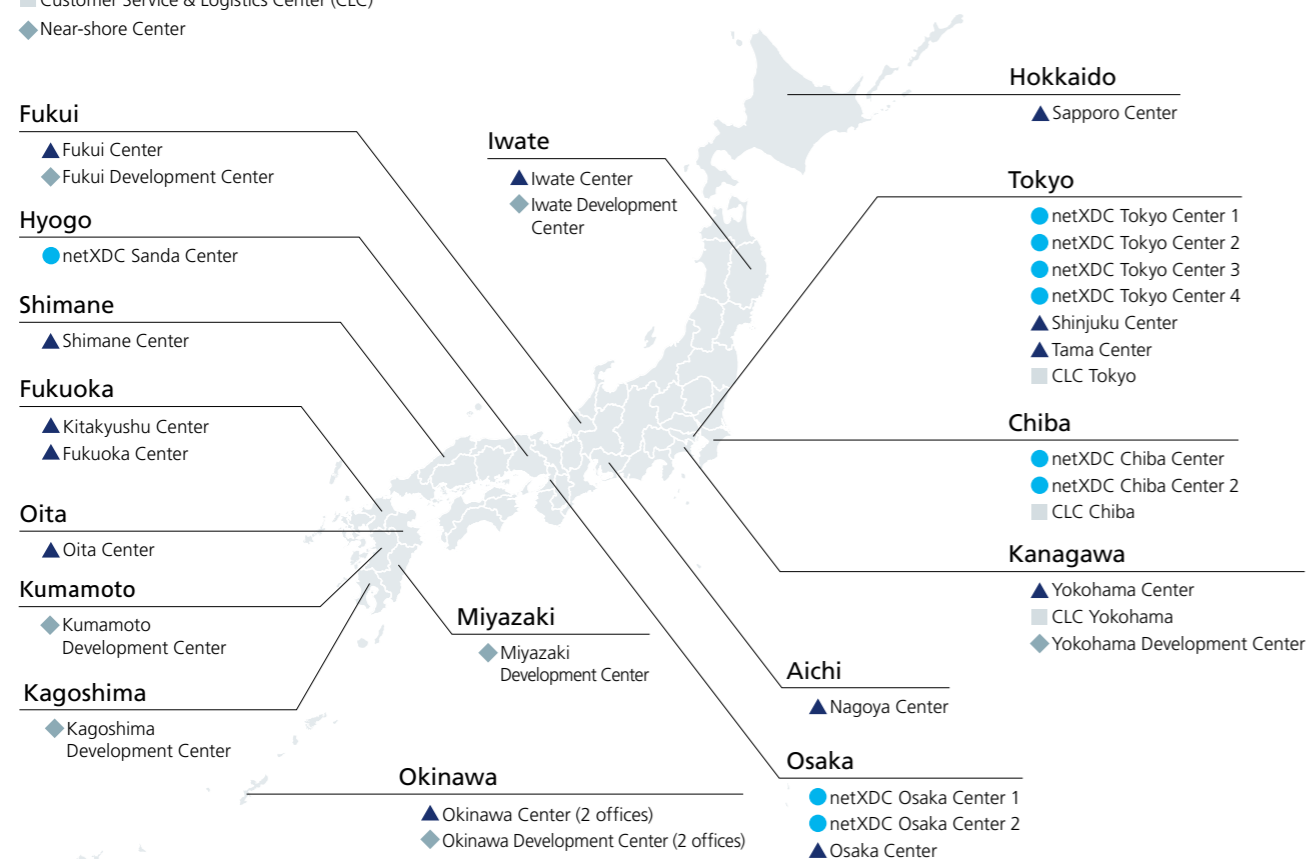 Customer Service & Logistics Center (CLC)
Near-shore Center
Fukui
Fukui Center
Fukui Development Center
Hyogo
netXDC Sanda Center
Shimane
Shimane Center
Fukuoka
Kitakyushu Center
Fukuoka Center
Oita
Oita Center
Kumamoto
Kumamoto
Development Center
Kagoshima
Kagoshima
Development Center
Iwate
Iwate Center
Iwate Development
Center
Miyazaki
Miyazaki
Development Center
Okinawa
Okinawa Center (2 offices)
Okinawa Development Center (2 offices)
Hokkaido
Sapporo Center
Tokyo
netXDC Tokyo Center 1
netXDC Tokyo Center 2
netXDC Tokyo Center 3
netXDC Tokyo Center 4
Shinjuku Center
Tama Center
CLC Tokyo
Chiba
netXDC Chiba Center
netXDC Chiba Center 2
CLC Chiba
Kanagawa
Yokohama Center
CLC Yokohama
Yokohama Development Center
Aichi
Nagoya Center
Osaka
netXDC Osaka Center 1
netXDC Osaka Center 2
Osaka Center